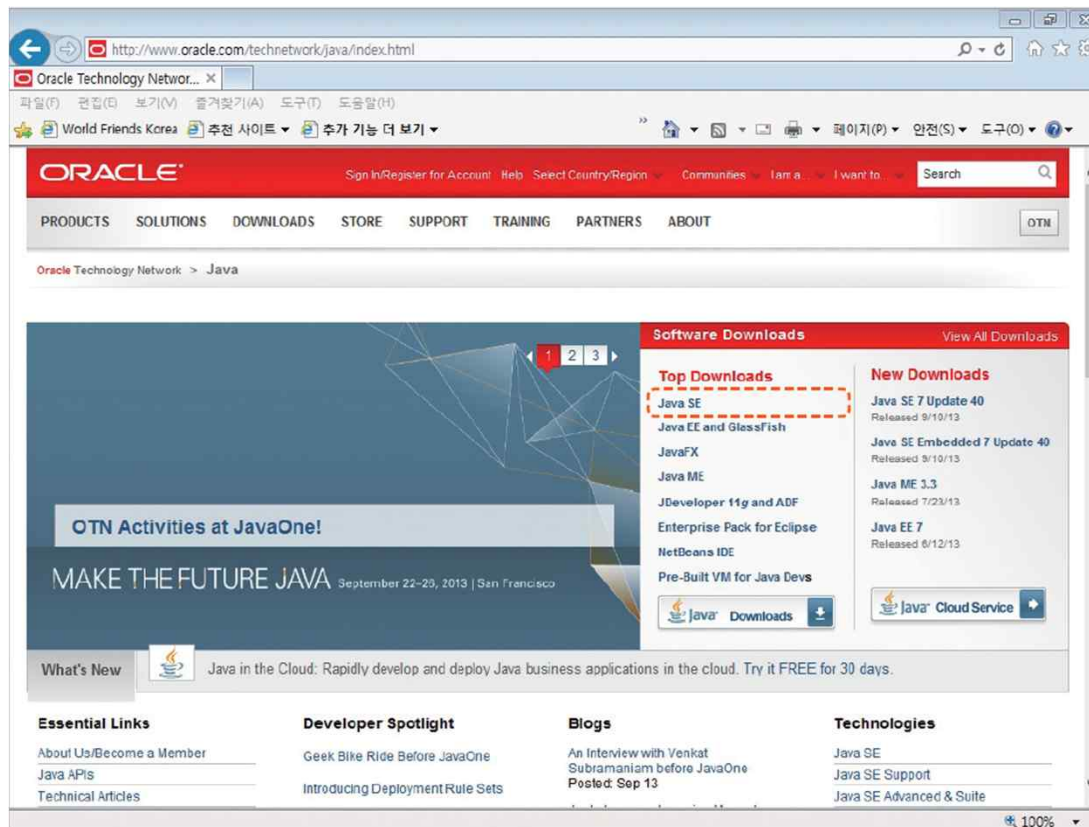 http://www.oracle.com/technetwork/java/index.html
Oracle Technology Networ... ×
파일(F) 편집(E) 보기(V) 즐겨찾기(A) 도구(T) 도움말(H)
World Friends Korea 추천 사이트 ▼ 추가 기능 더 보기 ▼ » 페이지(P) ▼ 안전(S) ▼ 도구(O) ▼
ORACLE
Sign In/Register for Account Help Select Country/Region Communities I am a... I want to... Search
PRODUCTS SOLUTIONS DOWNLOADS STORE SUPPORT TRAINING PARTNERS ABOUT OTN
Oracle Technology Network > Java
1 2 3
OTN Activities at JavaOne!
MAKE THE FUTURE JAVA September 22–26, 2013 | San Francisco
Software Downloads View All Downloads
Top Downloads
Java SE
Java EE and GlassFish
JavaFX
Java ME
JDeveloper 11g and ADF
Enterprise Pack for Eclipse
NetBeans IDE
Pre-Built VM for Java Devs
Java Downloads
New Downloads
Java SE 7 Update 40
Released 9/10/13
Java SE Embedded 7 Update 40
Released 9/10/13
Java ME 3.3
Released 7/23/13
Java EE 7
Released 6/12/13
Java Cloud Service
What's New Java in the Cloud: Rapidly develop and deploy Java business applications in the cloud. Try it FREE for 30 days.
Essential Links
About Us/Become a Member
Java APIs
Technical Articles
Developer Spotlight
Geek Bike Ride Before JavaOne
Introducing Deployment Rule Sets
Blogs
An Interview with Venkat
Subramaniam before JavaOne
Posted: Sep 13
Technologies
Java SE
Java SE Support
Java SE Advanced & Suite
100% ▼